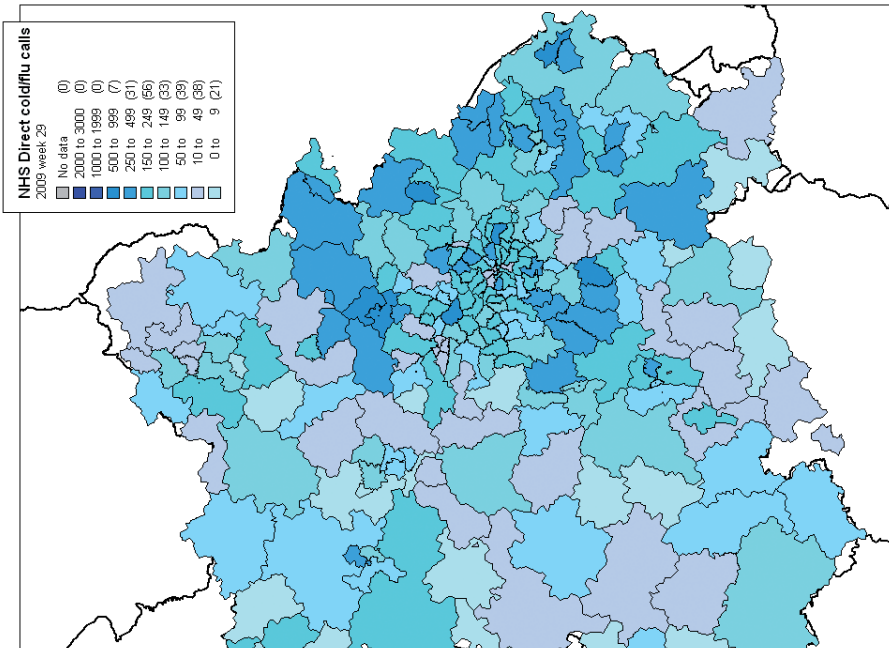 NHS Direct cold/flu calls
2009 week 29
No data (0)
2000 to 3000 (0)
1000 to 1999 (0)
500 to 999 (7)
250 to 499 (31)
150 to 249 (56)
100 to 149 (33)
50 to 99 (39)
10 to 49 (38)
0 to 9 (21)